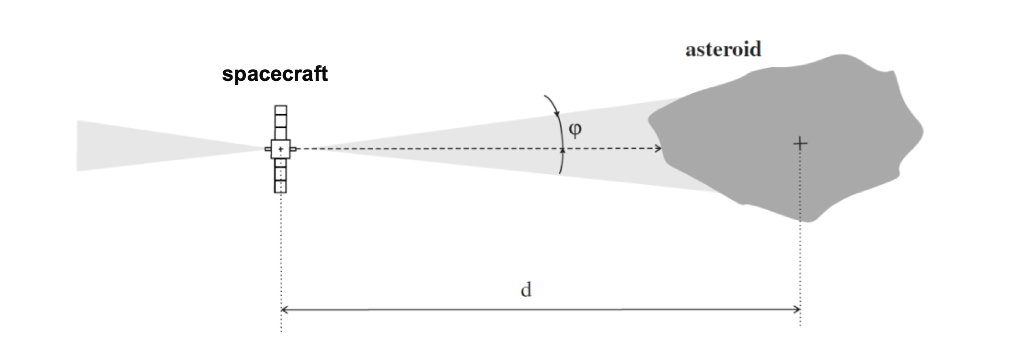 asteroid
spacecraft
φ
d